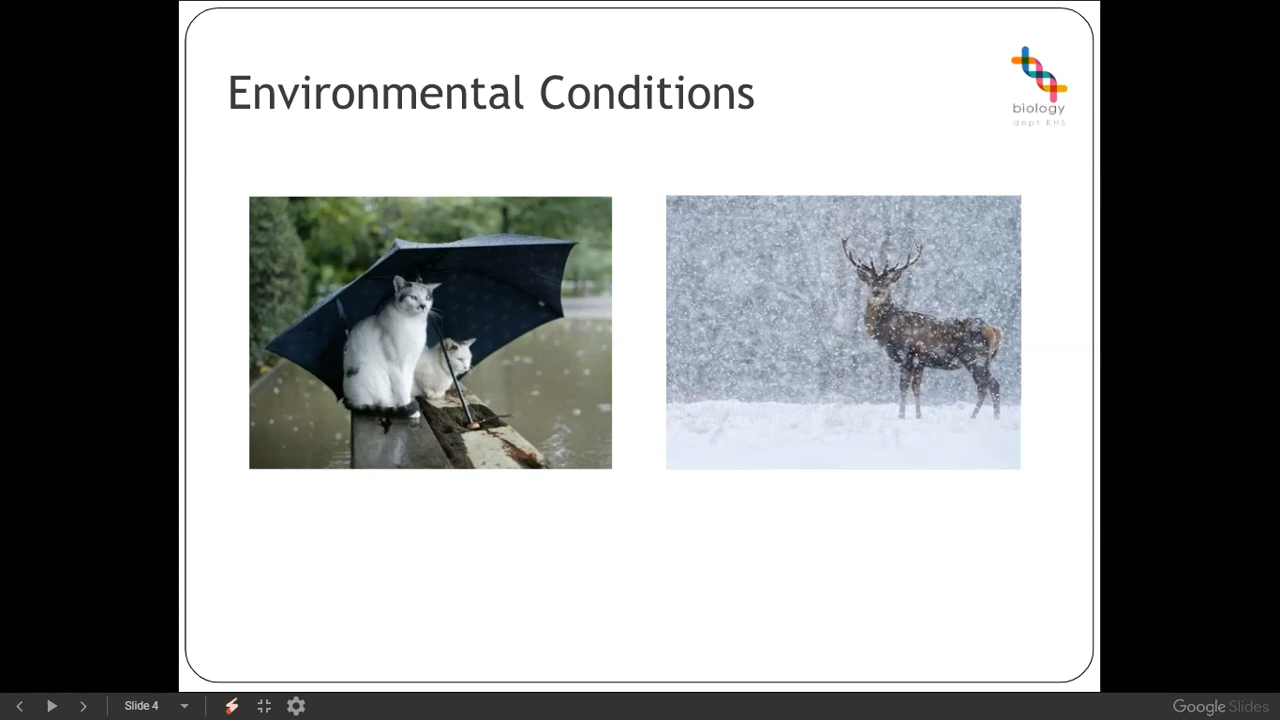 Environmental Conditions
biology
dept KHS
Slide 4
Google Slides